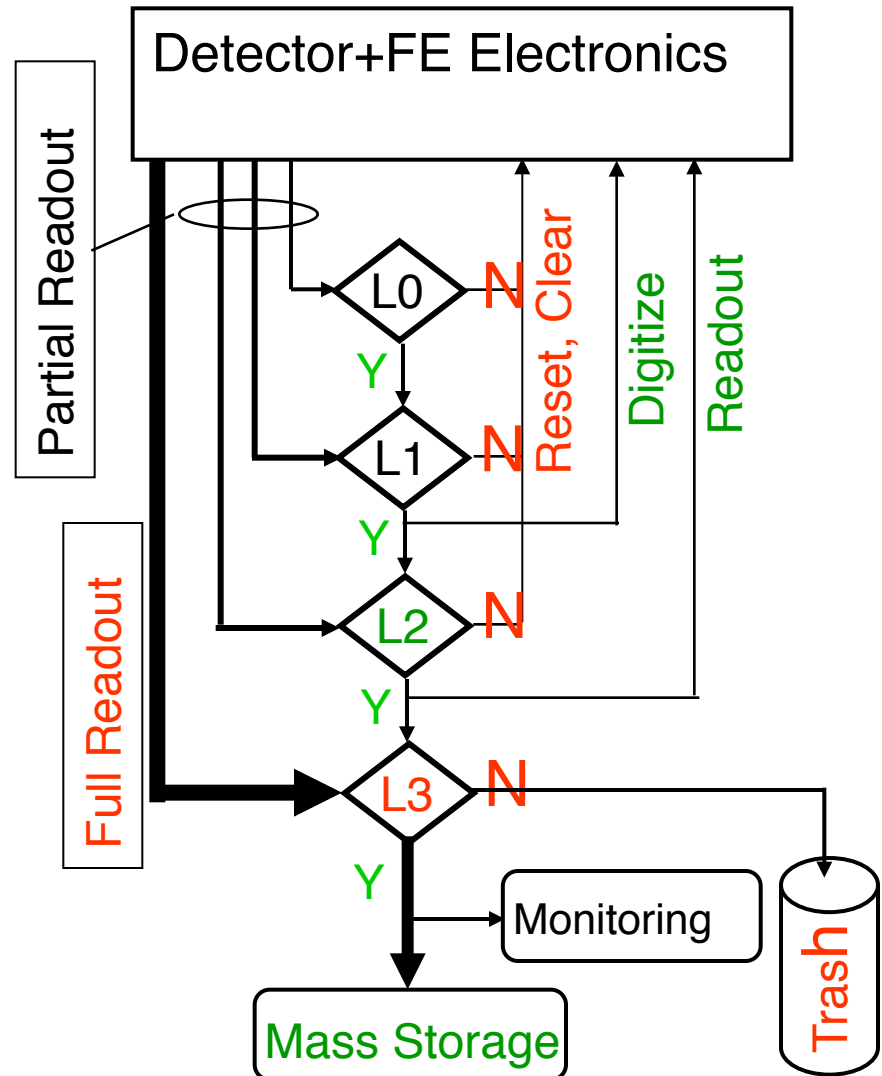 Detector+FE Electronics
Partial Readout
L0
N
Y
Reset, Clear
Digitize
Readout
L1
N
Y
Full Readout
L2
N
Y
L3
N
Y
Monitoring
Trash
Mass Storage